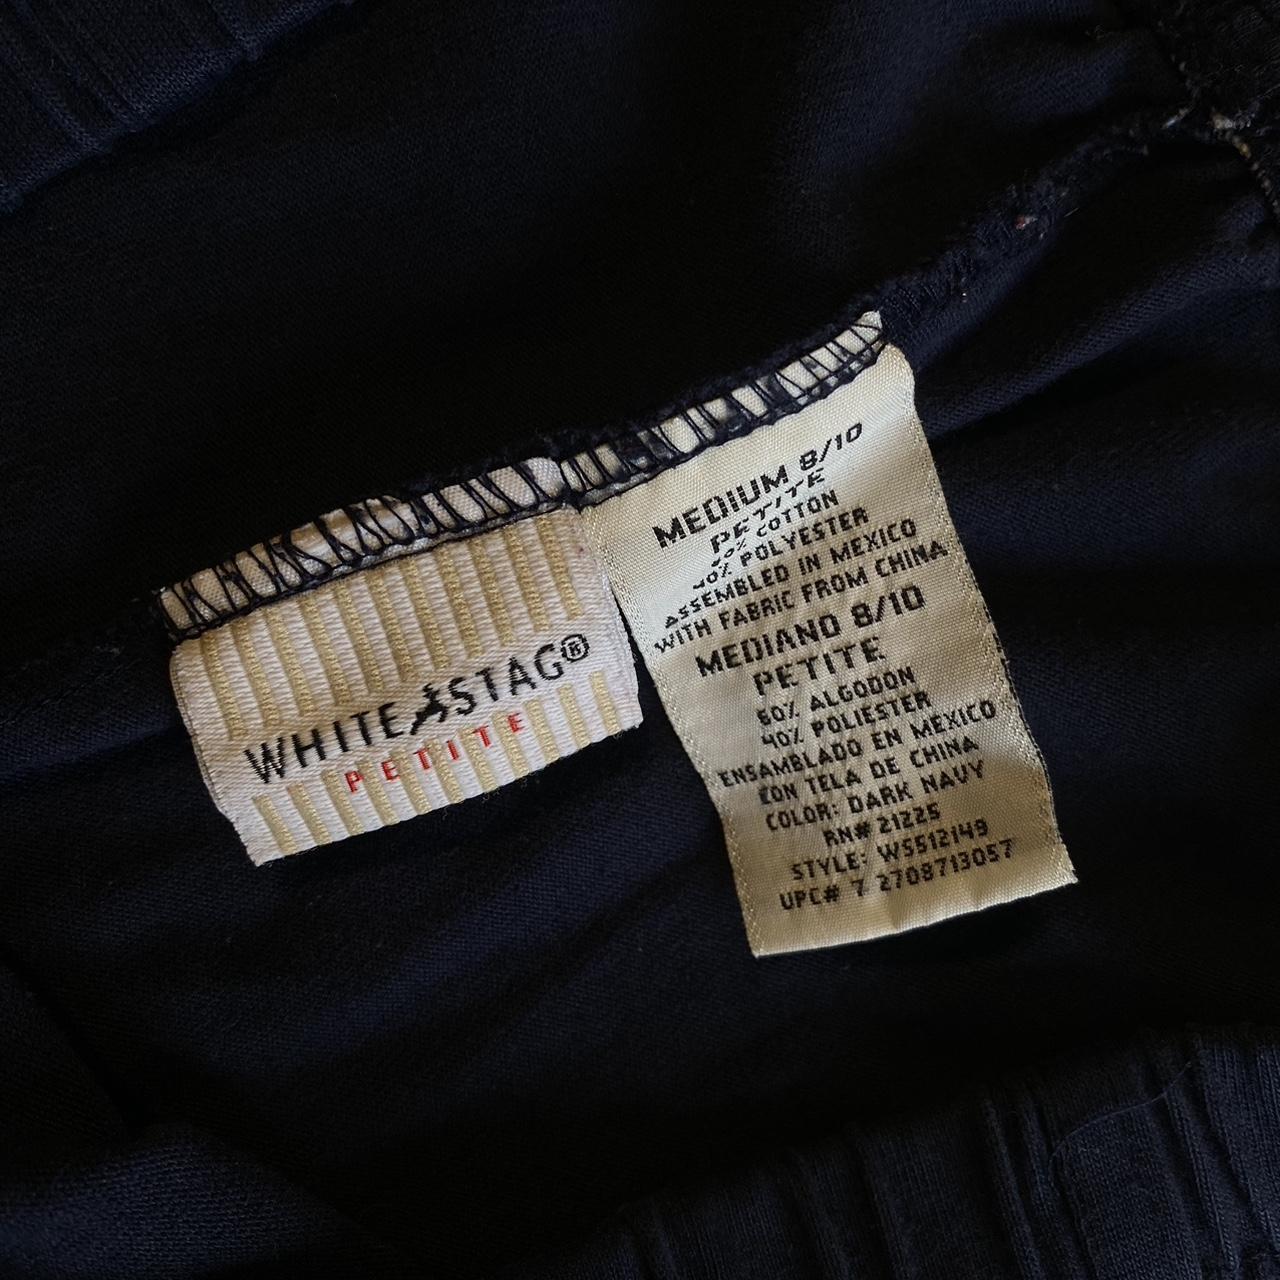 WHITE STAG®
PETITE
MEDIUM 8/10
PETITE
60% COTTON
40% POLYESTER
ASSEMBLED IN MEXICO
WITH FABRIC FROM CHINA
MEDIANO 8/10
PETITE
60% ALGODON
40% POLIESTER
ENSAMBLADO EN MEXICO
CON TELA DE CHINA
COLOR: DARK NAVY
RN# 21225
STYLE: WS512149
UPC# 7 2708713057